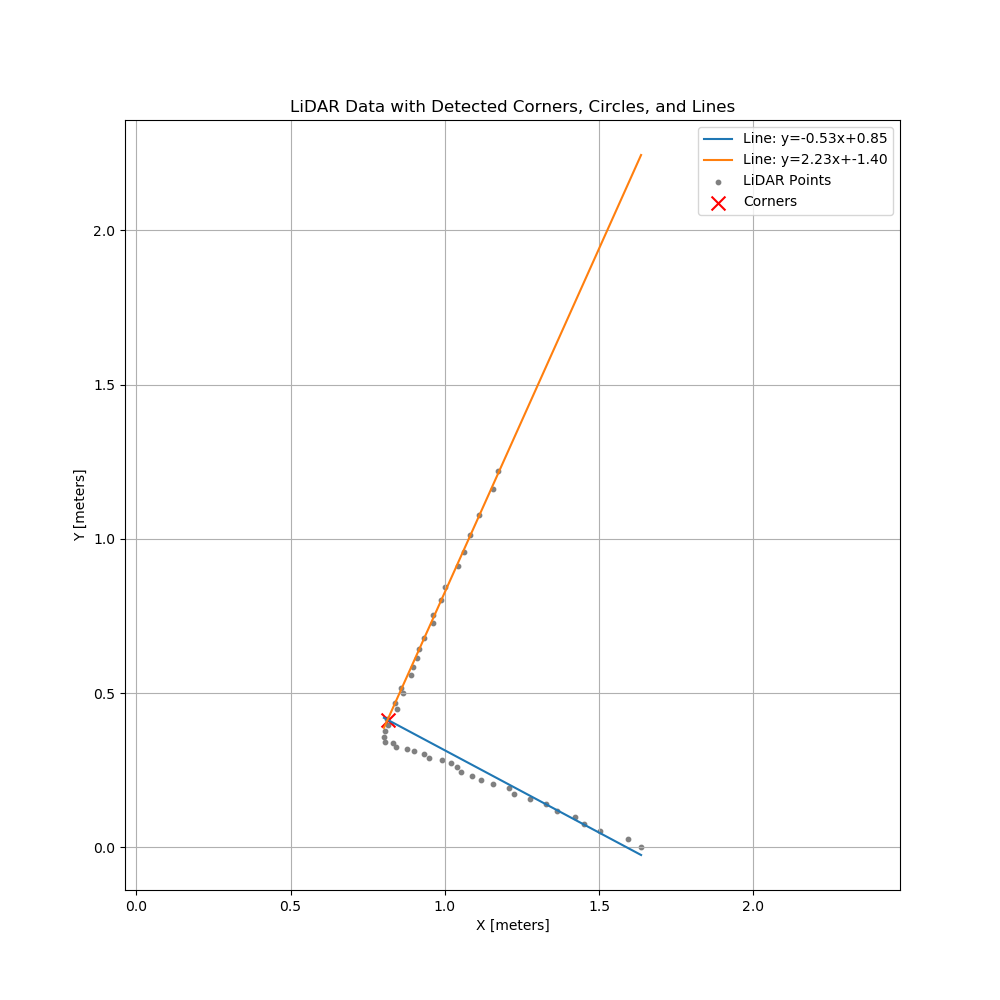 LiDAR Data with Detected Corners, Circles, and Lines
Line: y=-0.53x+0.85
Line: y=2.23x+-1.40
LiDAR Points
Corners
2.0
1.5
1.0
0.5
0.0
Y [meters]
0.0 0.5 1.0 1.5 2.0
X [meters]